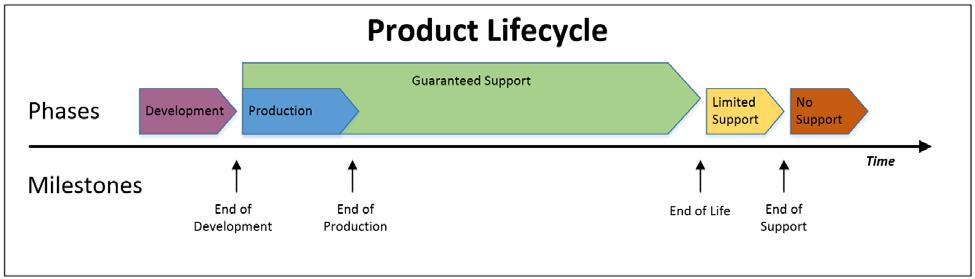 Product Lifecycle
Guaranteed Support
Phases
Development
Production
Limited
Support
No
Support
Time
Milestones
End of
Development
End of
Production
End of Life
End of
Support